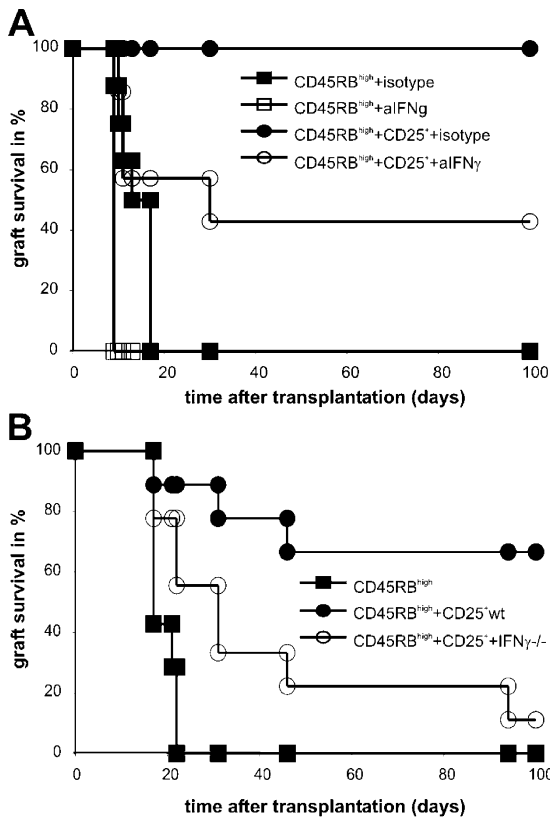 A
100
80
60
40
20
0
graft survival in %
CD45RBhigh+isotype
CD45RBhigh+aIFNg
CD45RBhigh+CD25++isotype
CD45RBhigh+CD25++aIFNγ
0 20 40 60 80 100
time after transplantation (days)
B
100
80
60
40
20
0
graft survival in %
CD45RBhigh
CD45RBhigh+CD25+wt
CD45RBhigh+CD25++IFNγ-/-
0 20 40 60 80 100
time after transplantation (days)